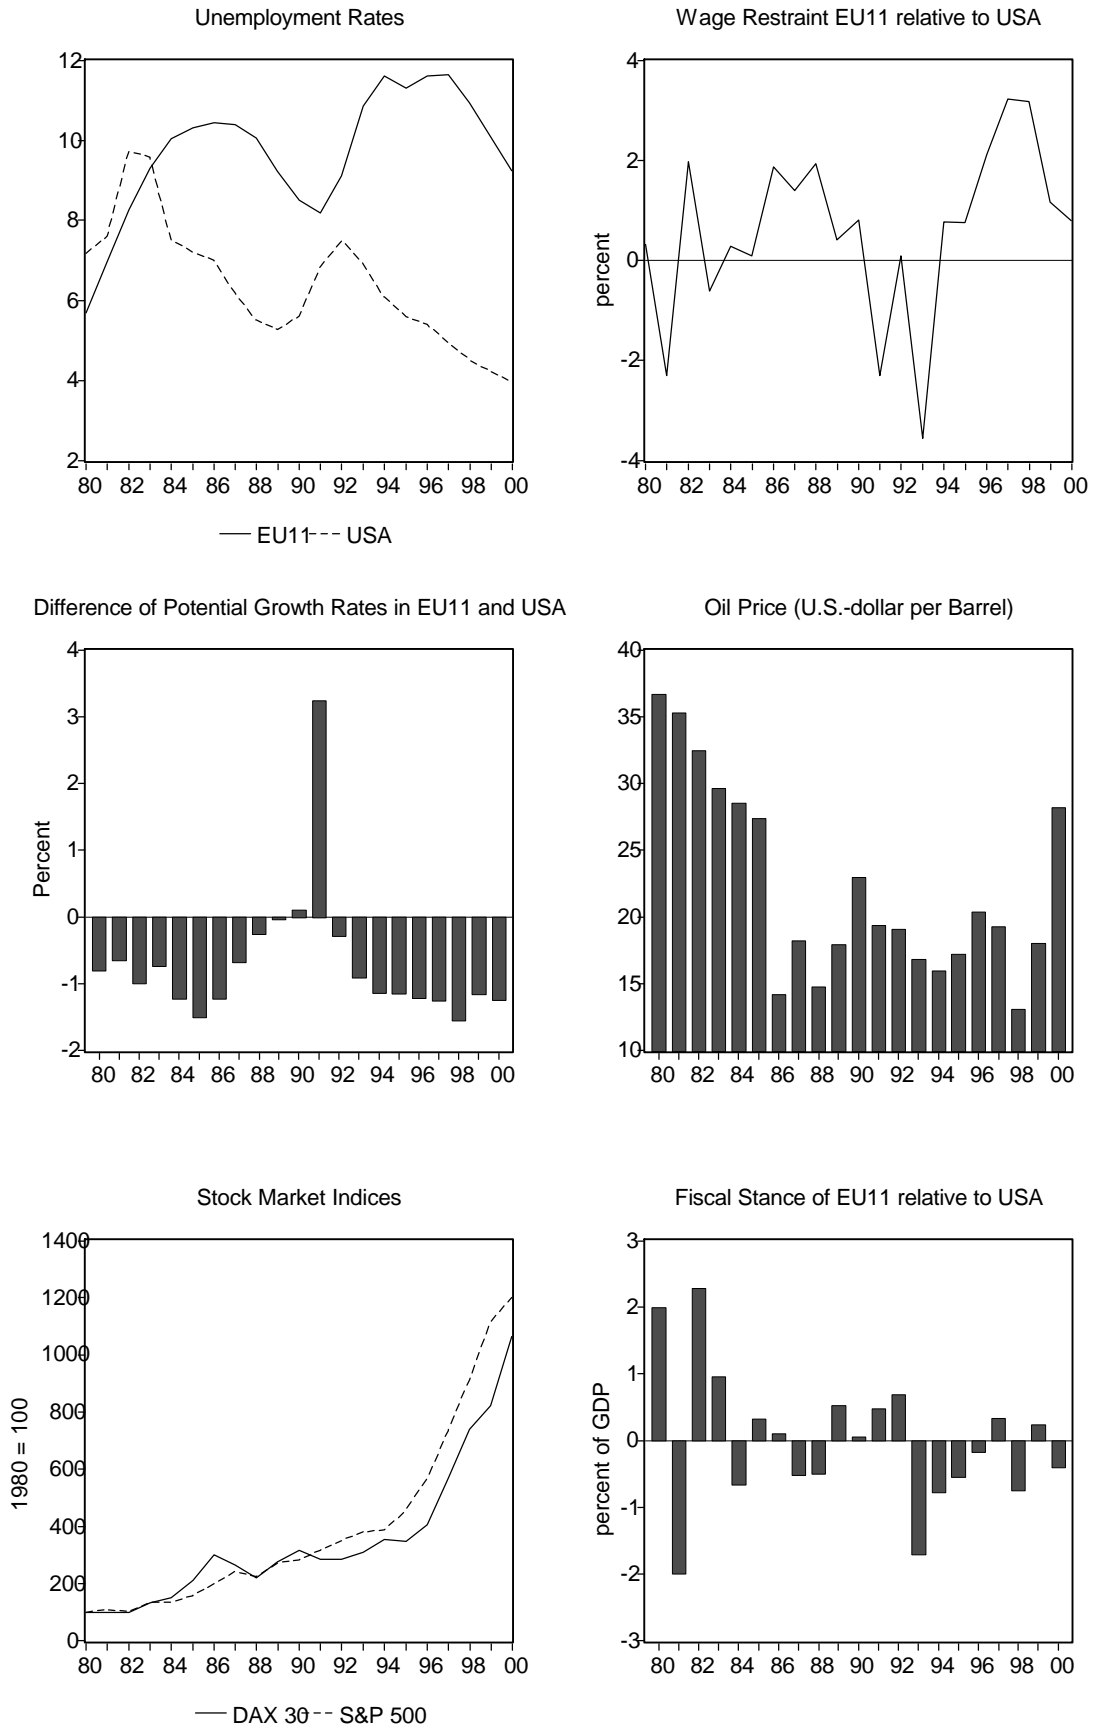 Unemployment Rates
12
10
8
6
4
2
80 82 84 86 88 90 92 94 96 98 00
EU11 USA
Wage Restraint EU11 relative to USA
percent
4
2
0
-2
-4
80 82 84 86 88 90 92 94 96 98 00
Difference of Potential Growth Rates in EU11 and USA
Percent
4
3
2
1
0
-1
-2
80 82 84 86 88 90 92 94 96 98 00
Oil Price (U.S.-dollar per Barrel)
40
35
30
25
20
15
10
80 82 84 86 88 90 92 94 96 98 00
Stock Market Indices
1980 = 100
1400
1200
1000
800
600
400
200
0
80 82 84 86 88 90 92 94 96 98 00
DAX 30 S&P 500
Fiscal Stance of EU11 relative to USA
percent of GDP
3
2
1
0
-1
-2
-3
80 82 84 86 88 90 92 94 96 98 00